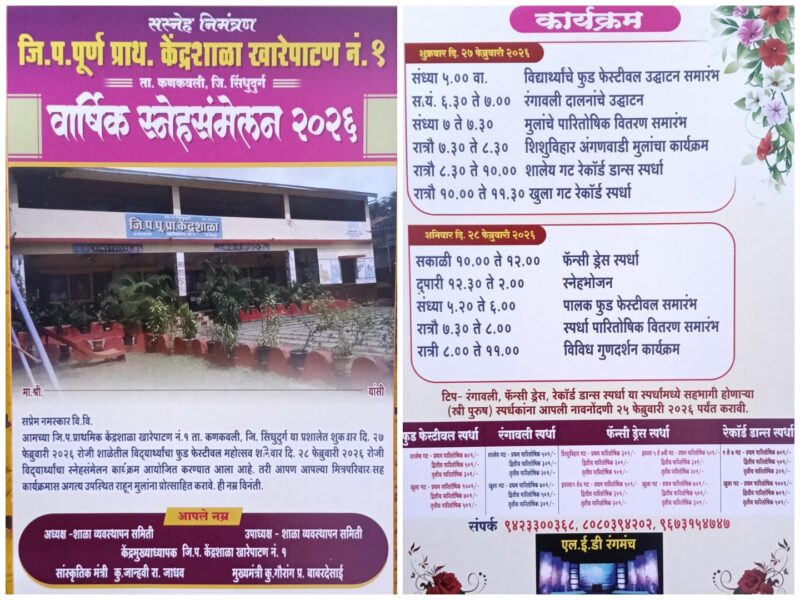 सस्नेह निमंत्रण
जि.प.पूर्ण प्राथ. केंद्रशाळा खारेपाटण नं.१
ता. कणकवली, जि. सिंधुदुर्ग
वार्षिक स्नेहसंमेलन २०२६
जि.प.पू.प्रा.केंद्रशाळा
मा.श्री. यांसी
सप्रेम नमस्कार वि.वि.
आमच्या जि.प.प्राथमिक केंद्रशाळा खारेपाटण नं.१ ता. कणकवली, जि. सिंधुदुर्ग या प्रशालेत शुक्रवार दि. २७
फेब्रुवारी २०२६ रोजी शाळेतील विद्यार्थ्यांचा फुड फेस्टीवल महोत्सव शनिवार दि. २८ फेब्रुवारी २०२६ रोजी
विद्यार्थ्यांचा स्नेहसंमेलन कार्यक्रम आयोजित करण्यात आला आहे. तरी आपण आपल्या मित्रपरिवार सह
कार्यक्रमास अगत्य उपस्थित राहून मुलांना प्रोत्साहित करावे. ही नम्र विनंती.
आपले नम्र
अध्यक्ष -शाळा व्यवस्थापन समिती उपाध्यक्ष - शाळा व्यवस्थापन समिती
केंद्रमुख्याध्यापक जि.प. केंद्रशाळा खारेपाटण नं. १
सांस्कृतिक मंत्री कु.जान्हवी रा. जाधव मुख्यमंत्री कु.गौरांग प्र. बाबरदेसाई
कार्यक्रम
शुक्रवार दि. २७ फेब्रुवारी २०२६
संध्या ५.०० वा. विद्यार्थ्यांचे फुड फेस्टीवल उद्घाटन समारंभ
स.यं. ६.३० ते ७.०० रंगावली दालनांचे उद्घाटन
संध्या ७ ते ७.३० मुलांचे पारितोषिक वितरण समारंभ
रात्रौ ७.३० ते ८.३० शिशुविहार अंगणवाडी मुलांचा कार्यक्रम
रात्रौ ८.३० ते १०.०० शालेय गट रेकॉर्ड डान्स स्पर्धा
रात्रौ १०.०० ते ११.३० खुला गट रेकॉर्ड स्पर्धा
शनिवार दि. २८ फेब्रुवारी २०२६
सकाळी १०.०० ते १२.०० फॅन्सी ड्रेस स्पर्धा
दुपारी १२.३० ते २.०० स्नेहभोजन
संध्या ५.२० ते ६.०० पालक फुड फेस्टीवल समारंभ
रात्रौ ७.३० ते ८.०० स्पर्धा पारितोषिक वितरण समारंभ
रात्री ८.०० ते ११.०० विविध गुणदर्शन कार्यक्रम
टिप- रंगावली, फॅन्सी ड्रेस, रेकॉर्ड डान्स स्पर्धा या स्पर्धांमध्ये सहभागी होणाऱ्या
(स्त्री पुरुष) स्पर्धकांना आपली नावनोंदणी २५ फेब्रुवारी २०२६ पर्यंत करावी.
फुड फेस्टीवल स्पर्धा रंगावली स्पर्धा फॅन्सी ड्रेस स्पर्धा रेकॉर्ड डान्स स्पर्धा
संपर्क ९४२३३००३६८, ८०८०३९४२०२, ९६७३१५४७४७
एल.ई.डी रंगमंच